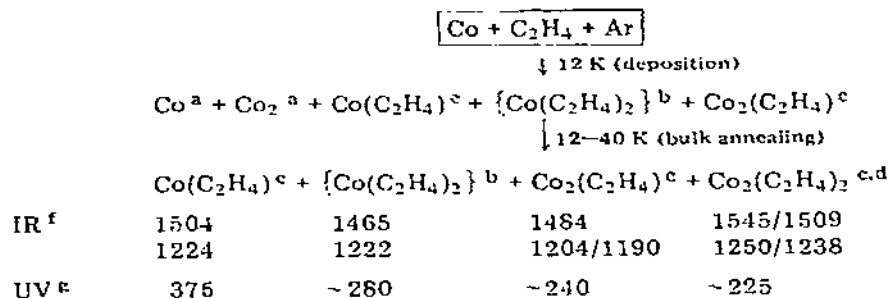 Co + C₂H₄ + Ar
↓ 12 K (deposition)
Co ᵃ + Co₂ ᵃ + Co(C₂H₄) ᶜ + {Co(C₂H₄)₂} ᵇ + Co₂(C₂H₄) ᶜ
↓ 12–40 K (bulk annealing)
Co(C₂H₄) ᶜ + {Co(C₂H₄)₂} ᵇ + Co₂(C₂H₄) ᶜ + Co₂(C₂H₄)₂ ᶜ,ᵈ
IR ᶠ 1504 1465 1484 1545/1509
1224 1222 1204/1190 1250/1238
UV 375 ~280 ~240 ~225